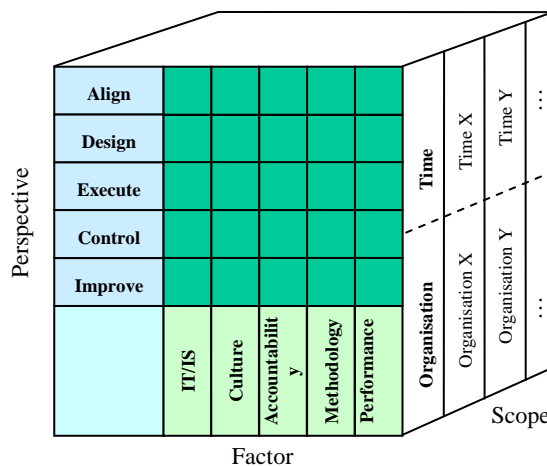 Perspective
Align
Design
Execute
Control
Improve
IT/IS
Culture
Accountabilit
y
Methodology
Performance
Factor
Time
Time X
Time Y
...
Organisation
Organisation X
Organisation Y
...
Scope